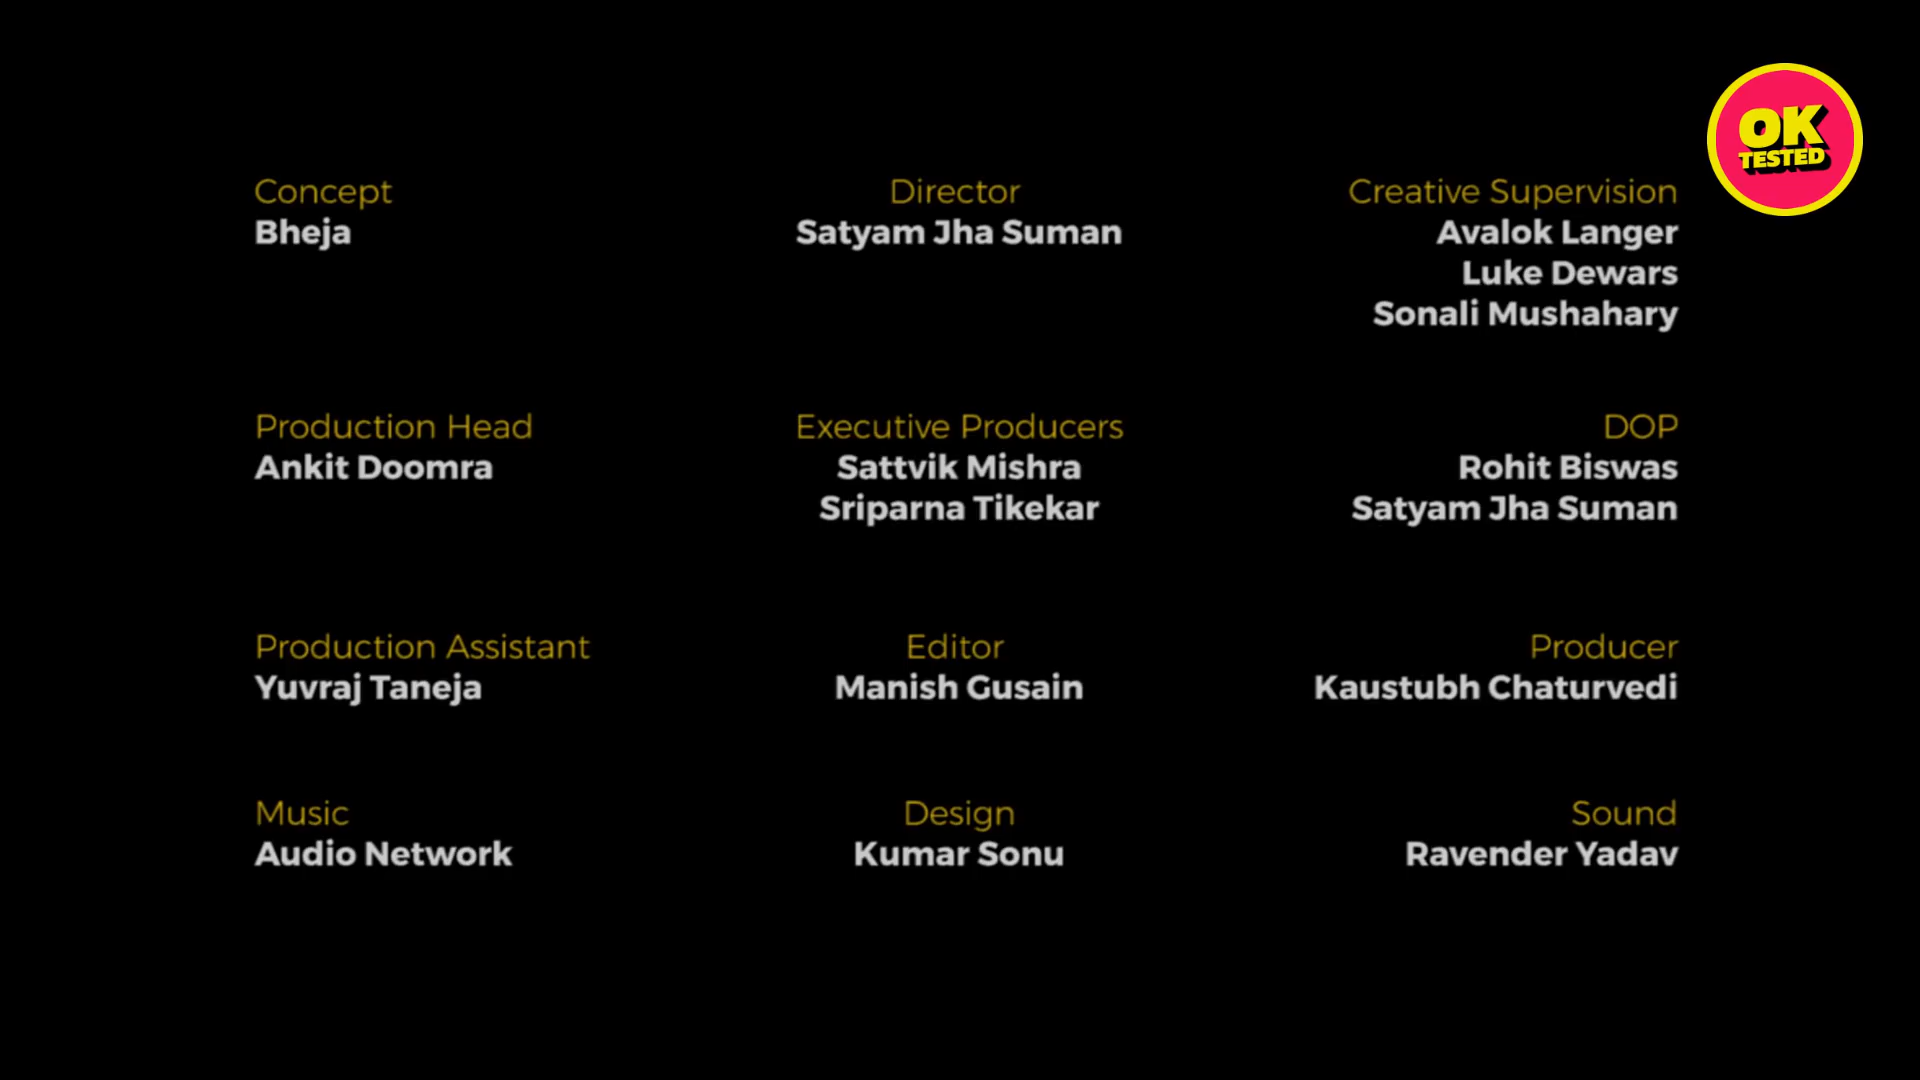 OK
TESTED
Concept
Bheja
Director
Satyam Jha Suman
Creative Supervision
Avalok Langer
Luke Dewars
Sonali Mushahary
Production Head
Ankit Doomra
Executive Producers
Sattvik Mishra
Sriparna Tikekar
DOP
Rohit Biswas
Satyam Jha Suman
Production Assistant
Yuvraj Taneja
Editor
Manish Gusain
Producer
Kaustubh Chaturvedi
Music
Audio Network
Design
Kumar Sonu
Sound
Ravender Yadav